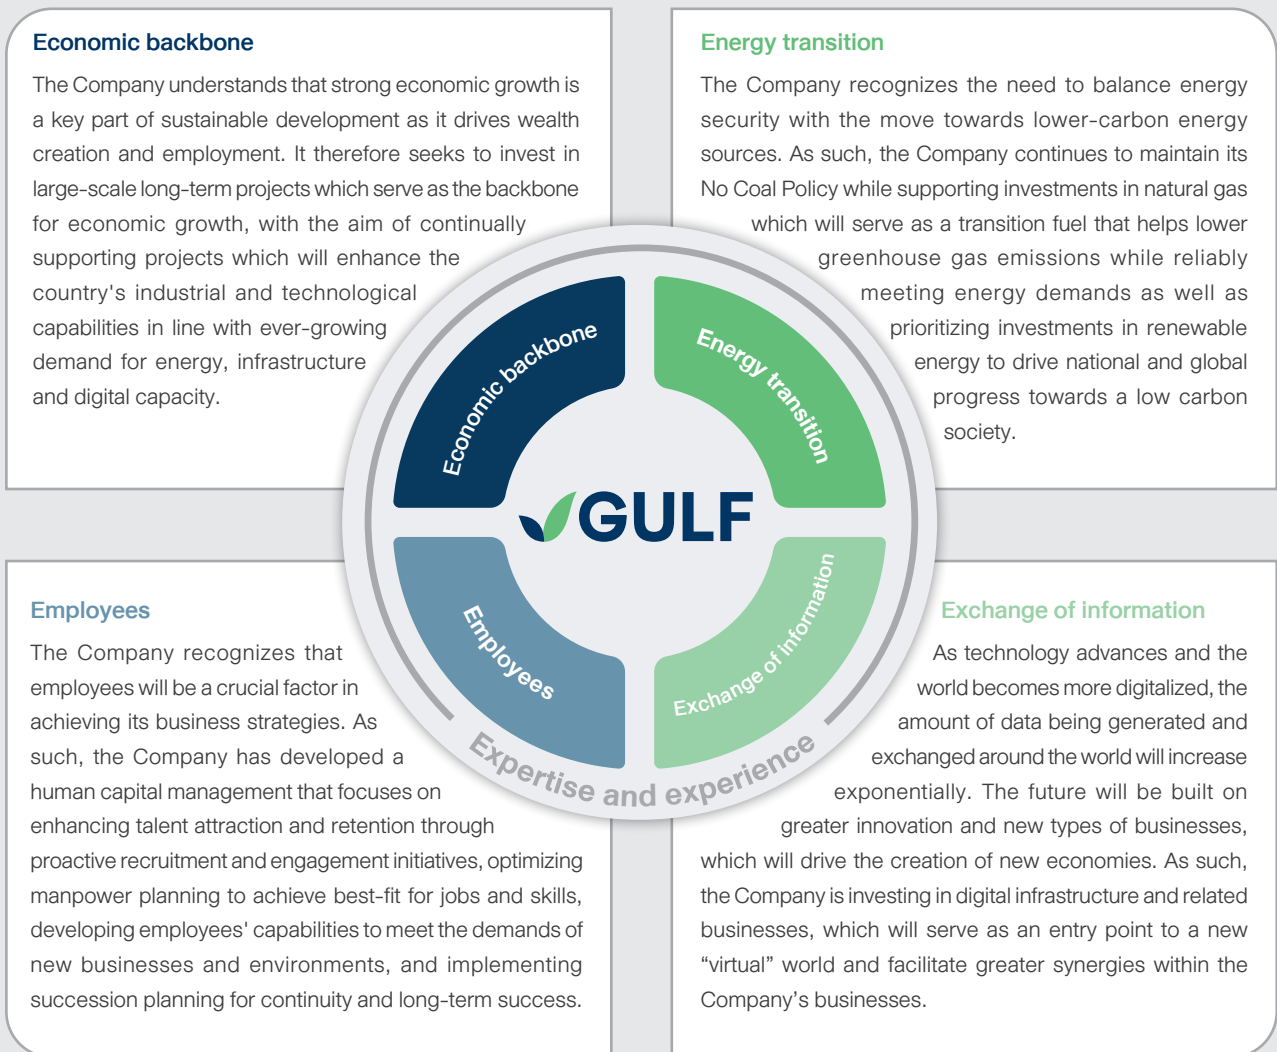 Economic backbone
The Company understands that strong economic growth is
a key part of sustainable development as it drives wealth
creation and employment. It therefore seeks to invest in
large-scale long-term projects which serve as the backbone
for economic growth, with the aim of continually
supporting projects which will enhance the
country's industrial and technological
capabilities in line with ever-growing
demand for energy, infrastructure
and digital capacity.
Energy transition
The Company recognizes the need to balance energy
security with the move towards lower-carbon energy
sources. As such, the Company continues to maintain its
No Coal Policy while supporting investments in natural gas
which will serve as a transition fuel that helps lower
greenhouse gas emissions while reliably
meeting energy demands as well as
prioritizing investments in renewable
energy to drive national and global
progress towards a low carbon
society.
Economic backbone
Energy transition
GULF
Employees
Exchange of information
Expertise and experience
Employees
The Company recognizes that
employees will be a crucial factor in
achieving its business strategies. As
such, the Company has developed a
human capital management that focuses on
enhancing talent attraction and retention through
proactive recruitment and engagement initiatives, optimizing
manpower planning to achieve best-fit for jobs and skills,
developing employees' capabilities to meet the demands of
new businesses and environments, and implementing
succession planning for continuity and long-term success.
Exchange of information
As technology advances and the
world becomes more digitalized, the
amount of data being generated and
exchanged around the world will increase
exponentially. The future will be built on
greater innovation and new types of businesses,
which will drive the creation of new economies. As such,
the Company is investing in digital infrastructure and related
businesses, which will serve as an entry point to a new
“virtual” world and facilitate greater synergies within the
Company’s businesses.